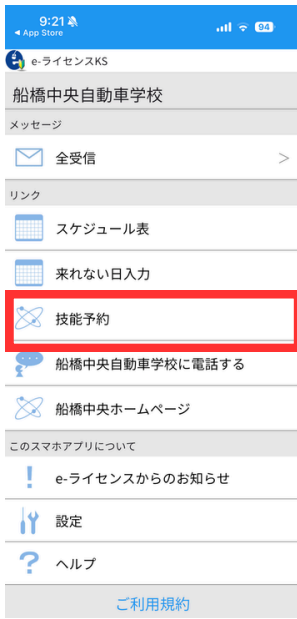 9:21
◀ App Store
94
e-ライセンスKS
船橋中央自動車学校
メッセージ
全受信
リンク
スケジュール表
来れない日入力
技能予約
船橋中央自動車学校に電話する
船橋中央ホームページ
このスマホアプリについて
e-ライセンスからのお知らせ
設定
ヘルプ
ご利用規約